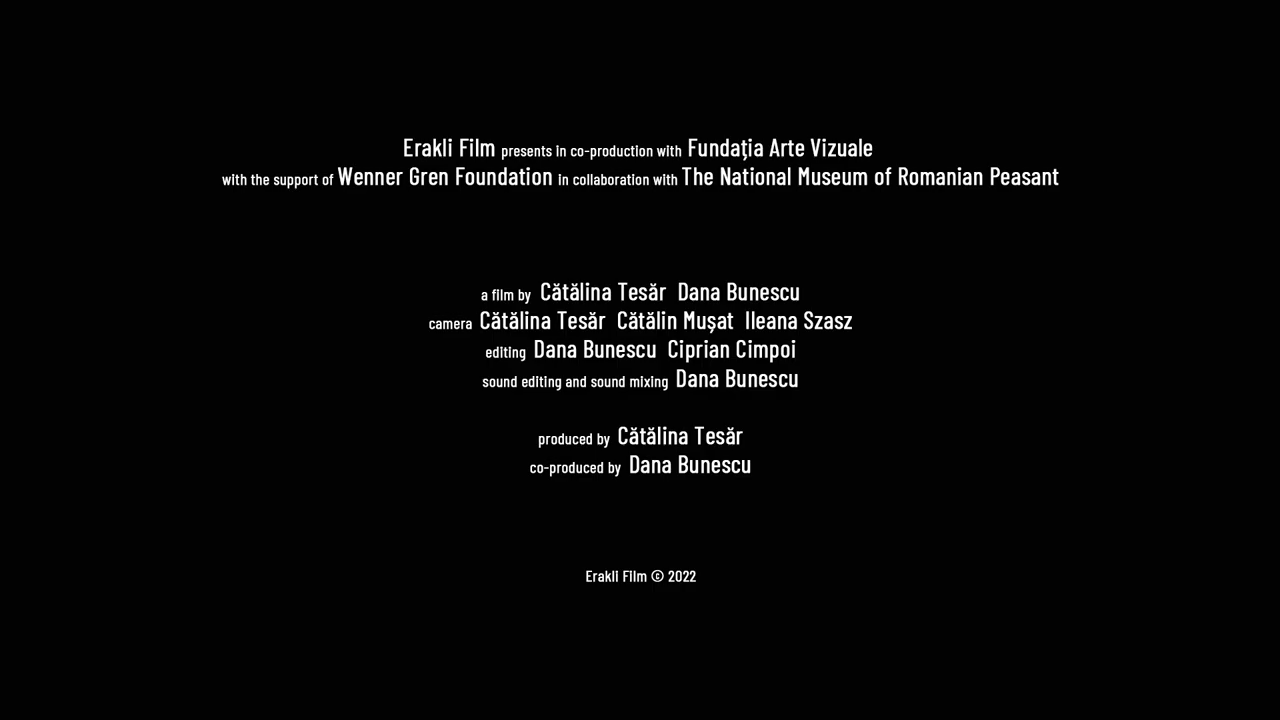 Erakli Film presents in co-production with Fundația Arte Vizuale
with the support of Wenner Gren Foundation in collaboration with The National Museum of Romanian Peasant
a film by Cătălina Tesăr Dana Bunescu
camera Cătălina Tesăr Cătălin Mușat Ileana Szasz
editing Dana Bunescu Ciprian Cimpoi
sound editing and sound mixing Dana Bunescu
produced by Cătălina Tesăr
co-produced by Dana Bunescu
Erakli Film © 2022